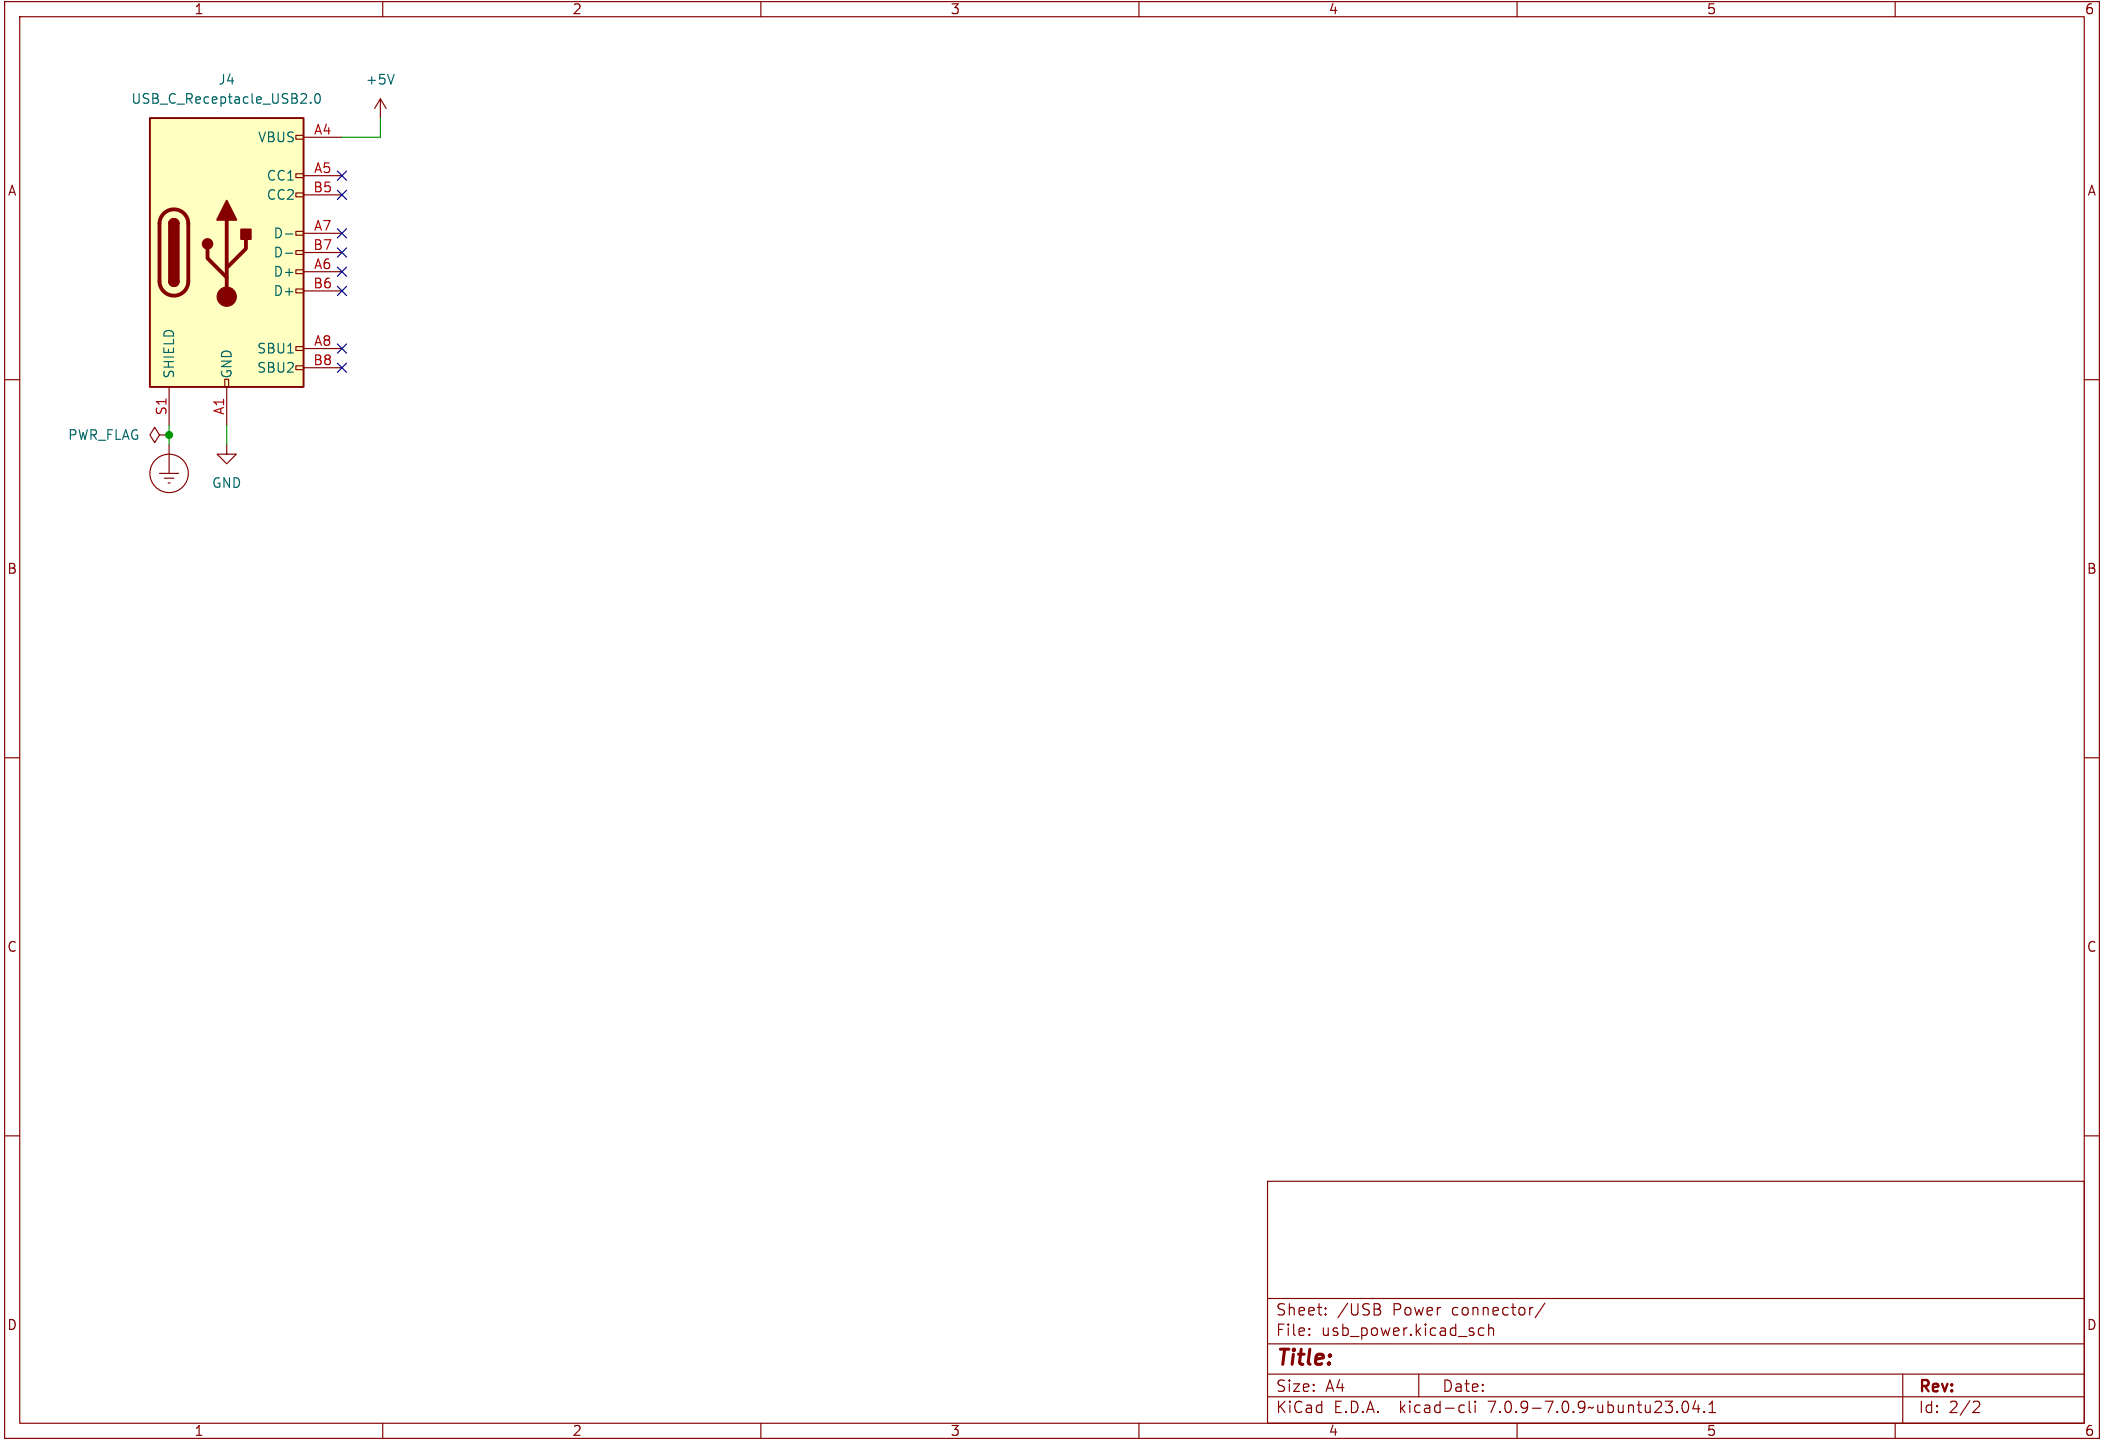 1 2 3 4 5 6
J4
USB_C_Receptacle_USB2.0
+5V
VBUS A4
CC1 A5
CC2 B5
D- A7
D- B7
D+ A6
D+ B6
SBU1 A8
SBU2 B8
SHIELD
GND
S1
A1
PWR_FLAG
GND
A A
B B
C C
D D
Sheet: /USB Power connector/
File: usb_power.kicad_sch
Title:
Size: A4 Date: Rev:
KiCad E.D.A. kicad-cli 7.0.9-7.0.9~ubuntu23.04.1 Id: 2/2
1 2 3 4 5 6